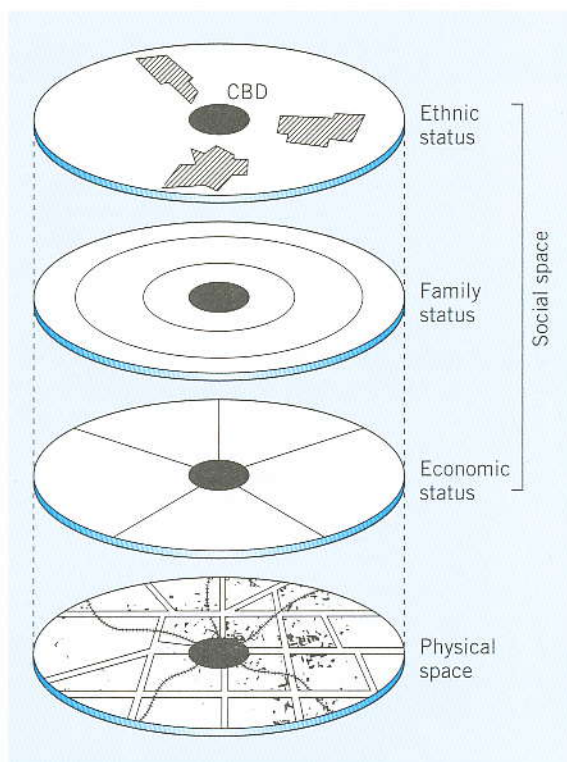 CBD
Ethnic
status
Family
status
Social space
Economic
status
Physical
space